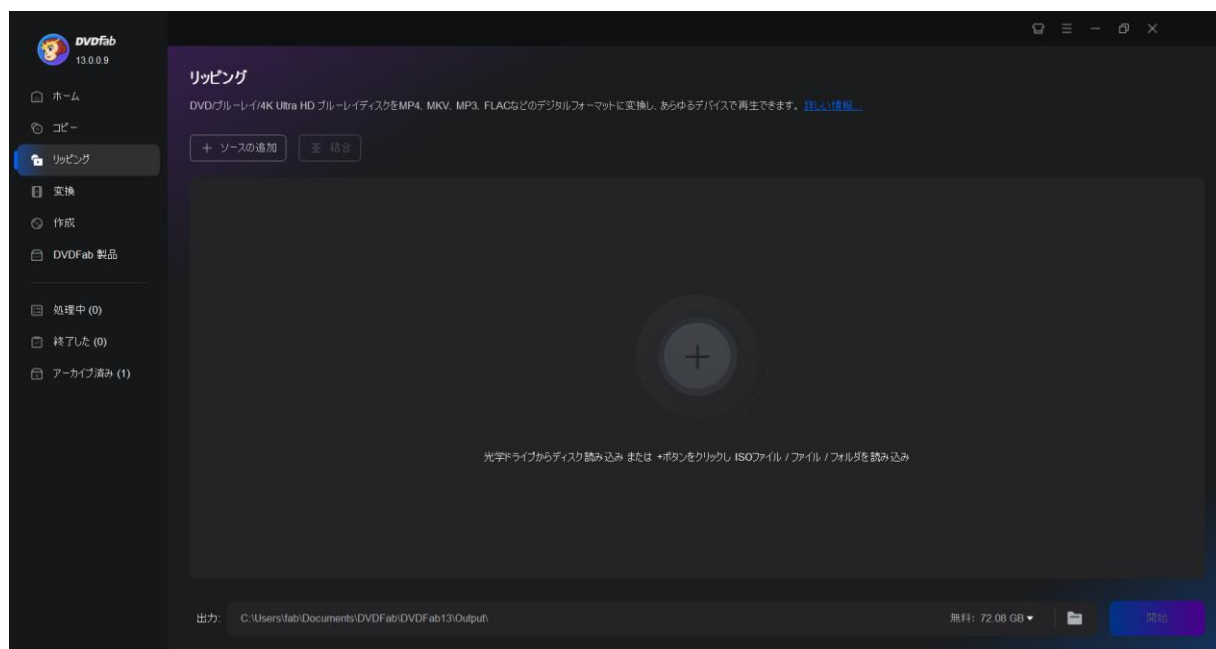 DVDFab
13.0.0.9
ホーム
コピー
リッピング
変換
作成
DVDFab 製品
処理中 (0)
終了した (0)
アーカイブ済み (1)
リッピング
DVD/ブルーレイ/4K Ultra HD ブルーレイディスクをMP4、MKV、MP3、FLACなどのデジタルフォーマットに変換し、あらゆるデバイスで再生できます。 詳しい情報...
+ ソースの追加 結合
光学ドライブからディスク読み込み または +ボタンをクリックし ISOファイル / ファイル / フォルダを読み込み
出力: C:\Users\fab\Documents\DVDFab\DVDFab13\Output\ 無料: 72.08 GB 開始